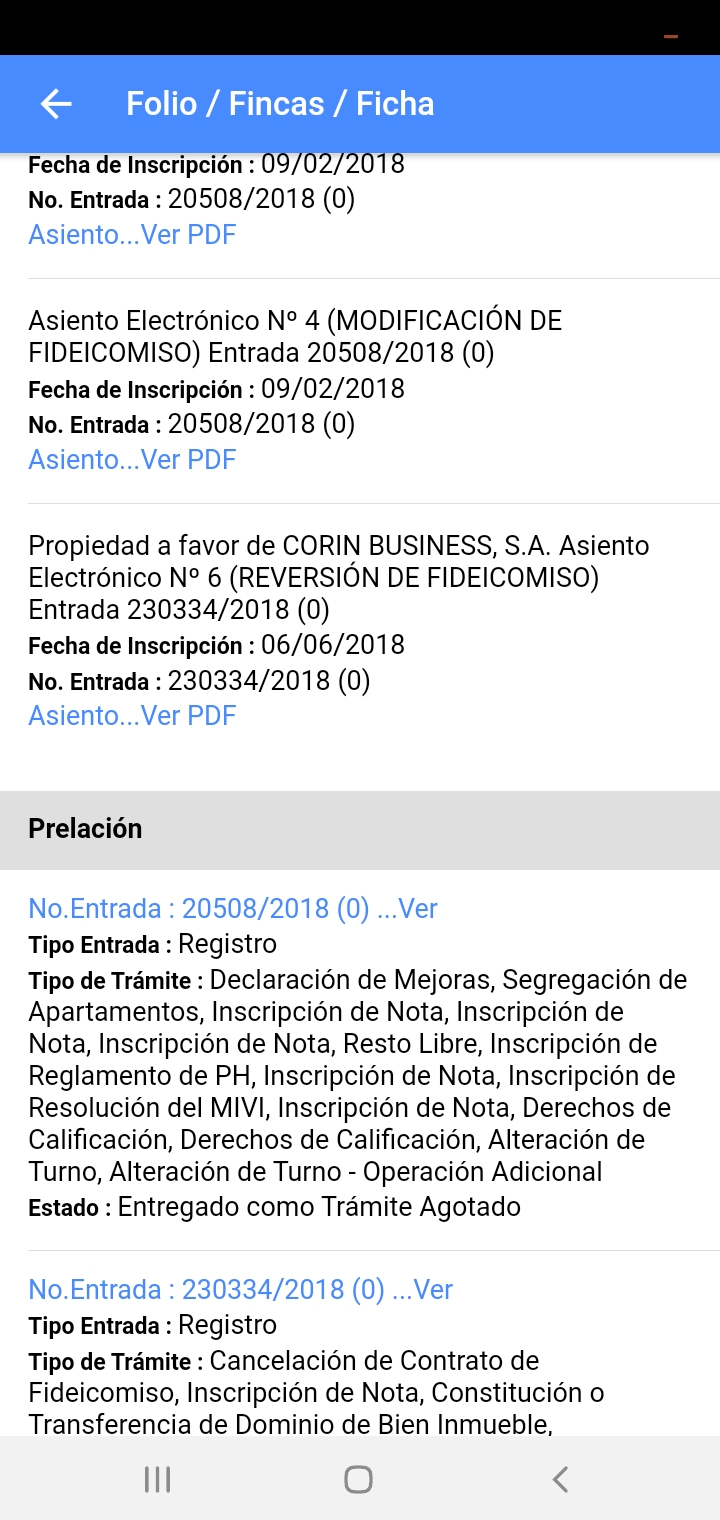 Folio / Fincas / Ficha
Fecha de Inscripción : 09/02/2018
No. Entrada : 20508/2018 (0)
Asiento...Ver PDF
Asiento Electrónico Nº 4 (MODIFICACIÓN DE
FIDEICOMISO) Entrada 20508/2018 (0)
Fecha de Inscripción : 09/02/2018
No. Entrada : 20508/2018 (0)
Asiento...Ver PDF
Propiedad a favor de CORIN BUSINESS, S.A. Asiento
Electrónico Nº 6 (REVERSIÓN DE FIDEICOMISO)
Entrada 230334/2018 (0)
Fecha de Inscripción : 06/06/2018
No. Entrada : 230334/2018 (0)
Asiento...Ver PDF
Prelación
No.Entrada : 20508/2018 (0) ...Ver
Tipo Entrada : Registro
Tipo de Trámite : Declaración de Mejoras, Segregación de
Apartamentos, Inscripción de Nota, Inscripción de
Nota, Inscripción de Nota, Resto Libre, Inscripción de
Reglamento de PH, Inscripción de Nota, Inscripción de
Resolución del MIVI, Inscripción de Nota, Derechos de
Calificación, Derechos de Calificación, Alteración de
Turno, Alteración de Turno - Operación Adicional
Estado : Entregado como Trámite Agotado
No.Entrada : 230334/2018 (0) ...Ver
Tipo Entrada : Registro
Tipo de Trámite : Cancelación de Contrato de
Fideicomiso, Inscripción de Nota, Constitución o
Transferencia de Dominio de Bien Inmueble,